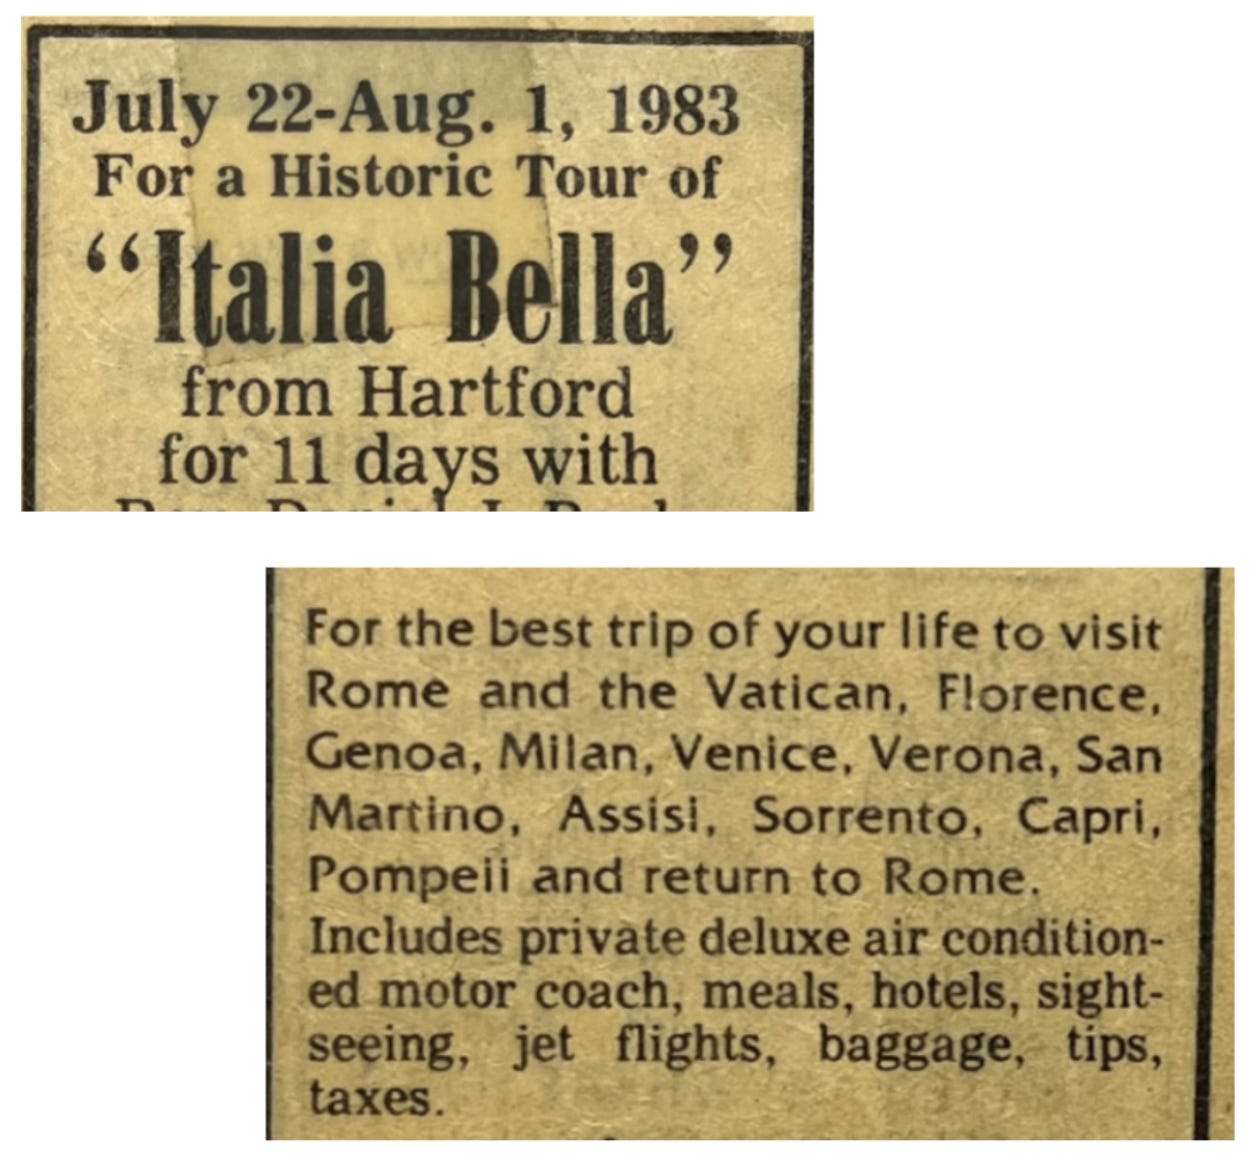 July 22-Aug. 1, 1983
For a Historic Tour of
“Italia Bella”
from Hartford
for 11 days with
For the best trip of your life to visit
Rome and the Vatican, Florence,
Genoa, Milan, Venice, Verona, San
Martino, Assisi, Sorrento, Capri,
Pompeii and return to Rome.
Includes private deluxe air condition-
ed motor coach, meals, hotels, sight-
seeing, jet flights, baggage, tips,
taxes.